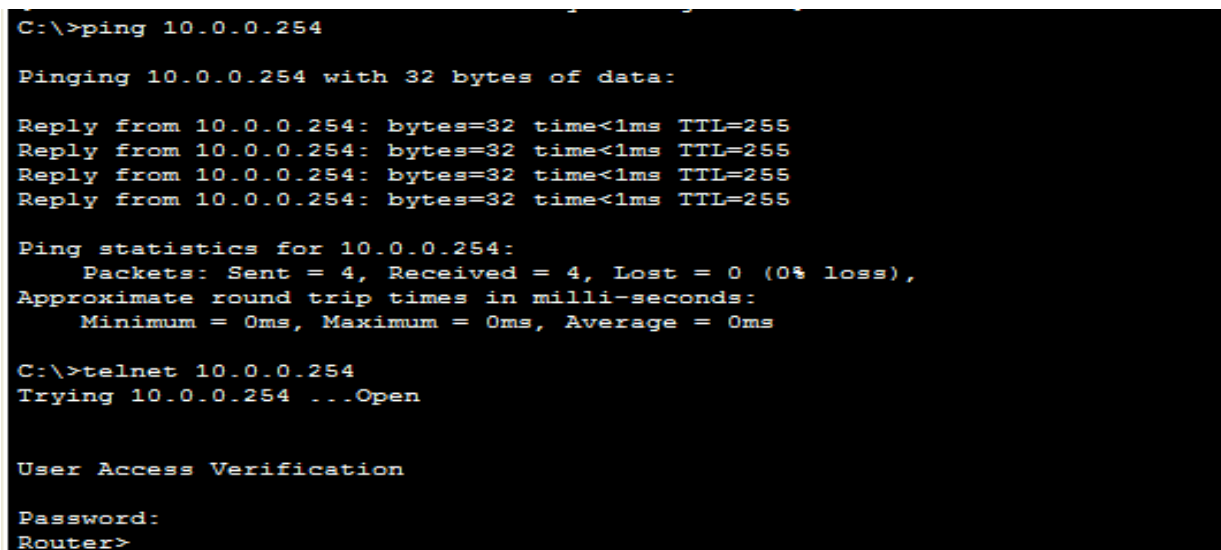 C:\>ping 10.0.0.254
Pinging 10.0.0.254 with 32 bytes of data:
Reply from 10.0.0.254: bytes=32 time<1ms TTL=255
Reply from 10.0.0.254: bytes=32 time<1ms TTL=255
Reply from 10.0.0.254: bytes=32 time<1ms TTL=255
Reply from 10.0.0.254: bytes=32 time<1ms TTL=255
Ping statistics for 10.0.0.254:
Packets: Sent = 4, Received = 4, Lost = 0 (0% loss),
Approximate round trip times in milli-seconds:
Minimum = 0ms, Maximum = 0ms, Average = 0ms
C:\>telnet 10.0.0.254
Trying 10.0.0.254 ...Open
User Access Verification
Password:
Router>